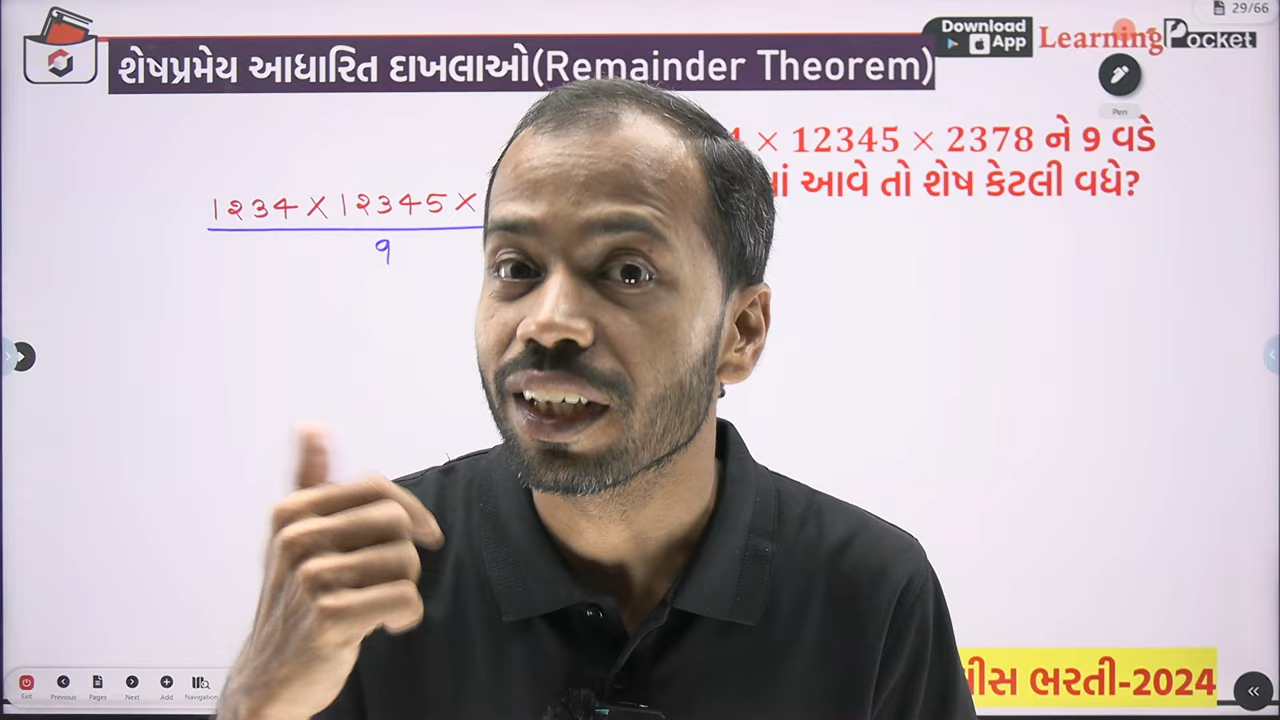 29/66
Download
App
Learning Pocket
શેષપ્રમેય આધારિત દાખલાઓ(Remainder Theorem)
Pen
4 × 12345 × 2378 ને 9 વડે
આવે તો શેષ કેટલી વધે?
1234 × 12345 ×
9
ભરતી-2024
Exit Previous Pages Next Add Navigation